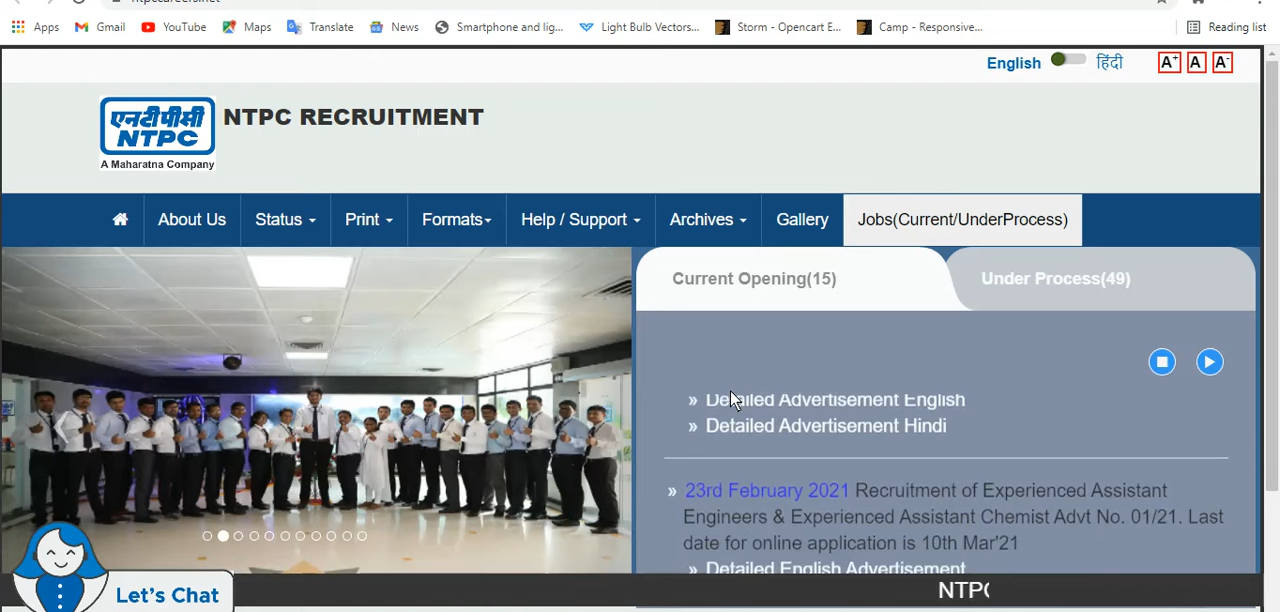 Apps Gmail YouTube Maps Translate News Smartphone and lig... Light Bulb Vectors... Storm - Opencart E... Camp - Responsive... Reading list
English हिंदी A+ A A-
एनटीपीसी
NTPC
A Maharatna Company
NTPC RECRUITMENT
About Us Status Print Formats Help / Support Archives Gallery Jobs(Current/UnderProcess)
Current Opening(15) Under Process(49)
» Detailed Advertisement English
» Detailed Advertisement Hindi
» 23rd February 2021 Recruitment of Experienced Assistant
Engineers & Experienced Assistant Chemist Advt No. 01/21. Last
date for online application is 10th Mar'21
» Detailed English Advertisement
Let's Chat
NTPC